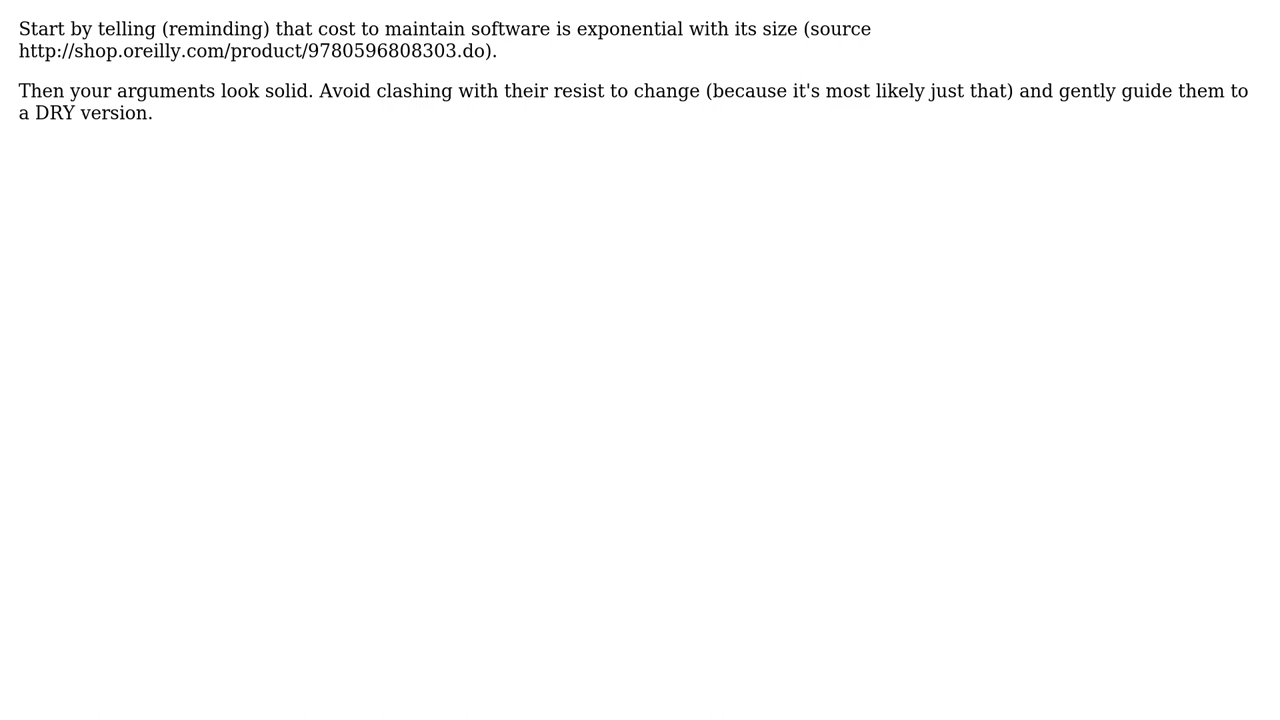 Start by telling (reminding) that cost to maintain software is exponential with its size (source
http://shop.oreilly.com/product/9780596808303.do).
Then your arguments look solid. Avoid clashing with their resist to change (because it's most likely just that) and gently guide them to
a DRY version.